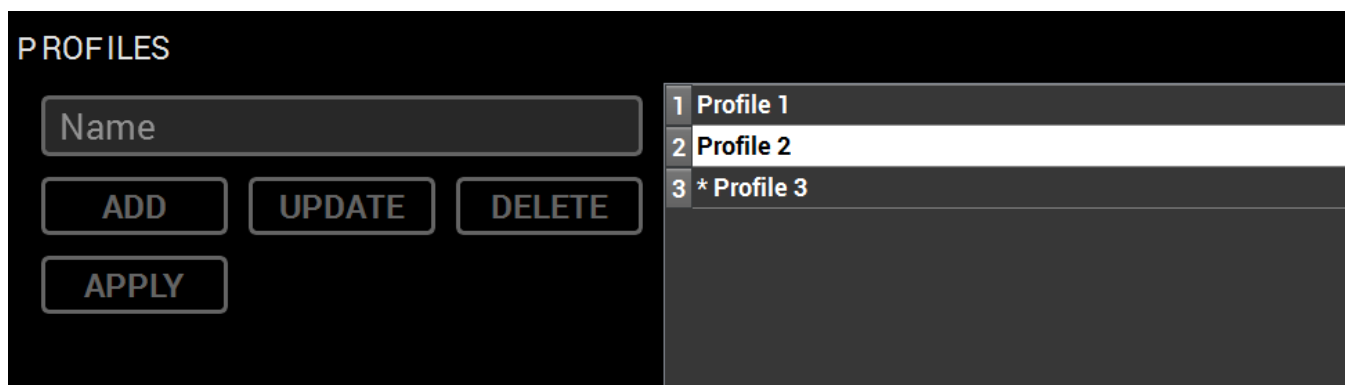 PROFILES
Name
ADD UPDATE DELETE
APPLY
1 Profile 1
2 Profile 2
3 * Profile 3